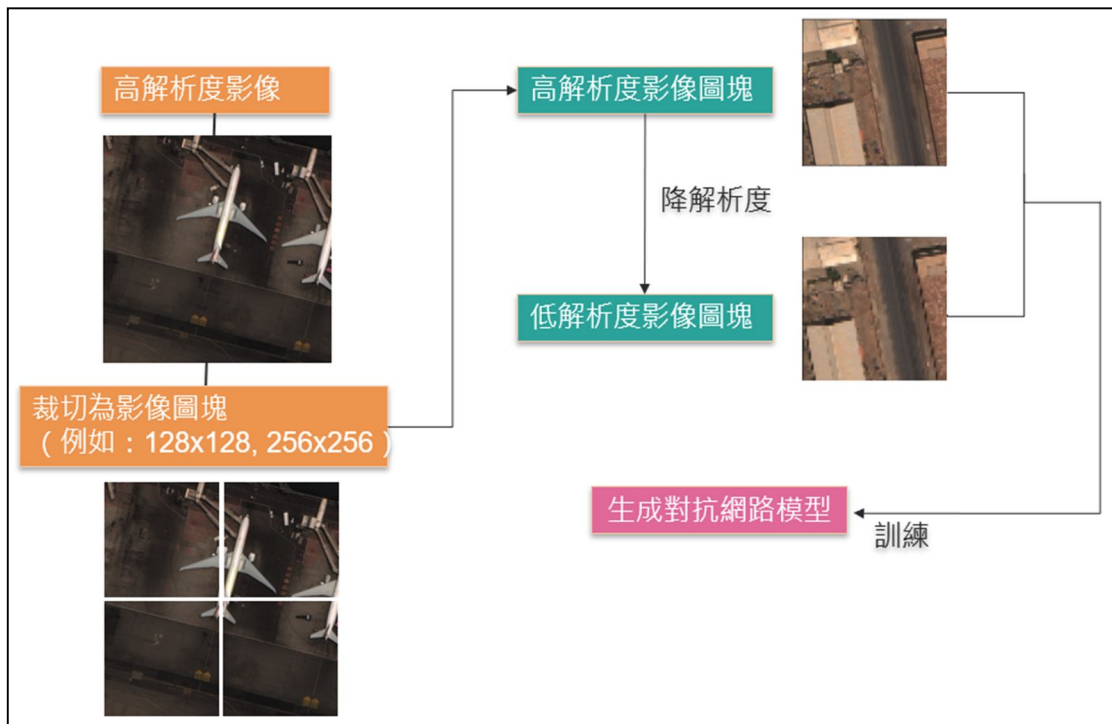 高解析度影像
裁切為影像圖塊
（例如：128x128, 256x256）
高解析度影像圖塊
降解析度
低解析度影像圖塊
生成對抗網路模型
訓練